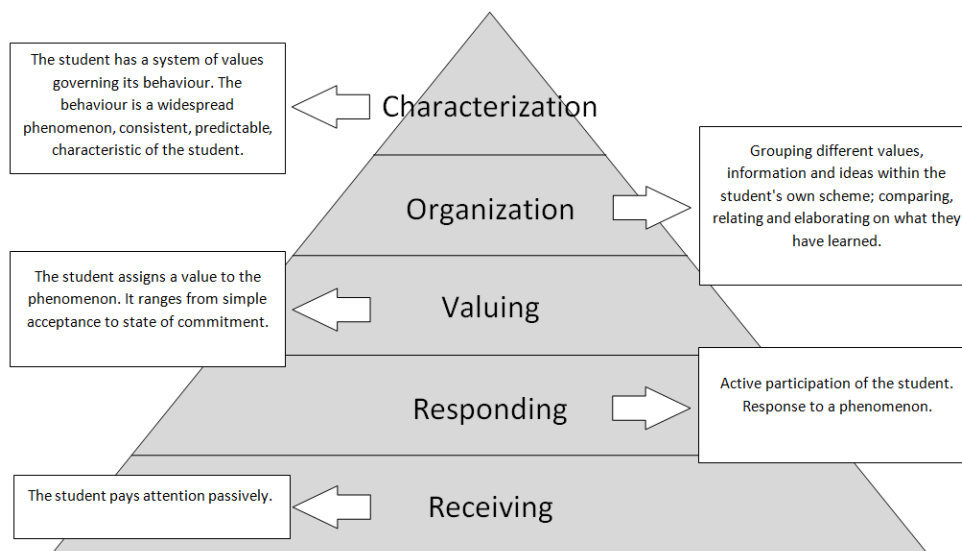 The student has a system of values
governing its behaviour. The
behaviour is a widespread
phenomenon, consistent, predictable,
characteristic of the student.
Characterization
Grouping different values,
information and ideas within the
student's own scheme; comparing,
relating and elaborating on what they
have learned.
Organization
The student assigns a value to the
phenomenon. It ranges from simple
acceptance to state of commitment.
Valuing
Active participation of the student.
Response to a phenomenon.
Responding
The student pays attention passively.
Receiving